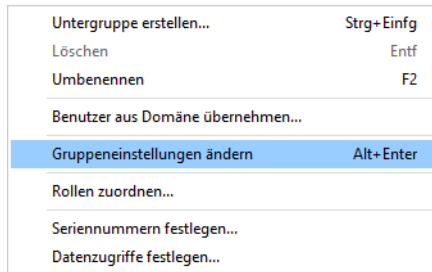 Untergruppe erstellen... Strg+Einfg
Löschen Entf
Umbenennen F2
Benutzer aus Domäne übernehmen...
Gruppeneinstellungen ändern Alt+Enter
Rollen zuordnen...
Seriennummern festlegen...
Datenzugriffe festlegen...